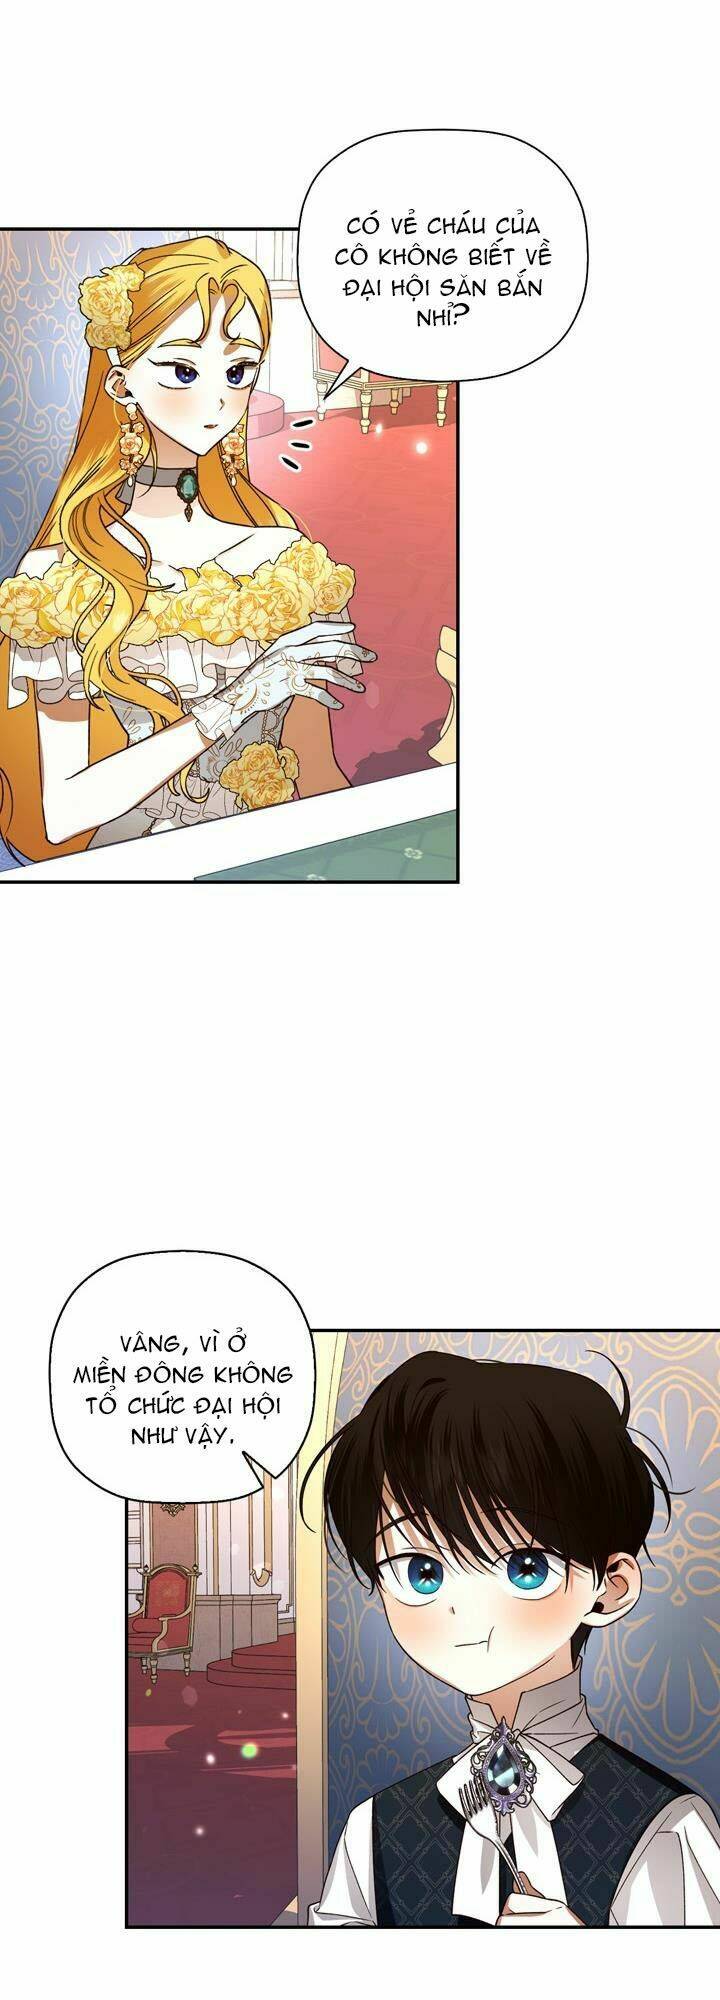 CÓ VẺ CHÁU CỦA
CÔ KHÔNG BIẾT VỀ
ĐẠI HỘI SĂN BẮN
NHỈ?
VÂNG, VÌ Ở
MIỀN ĐÔNG KHÔNG
TỔ CHỨC ĐẠI HỘI
NHƯ VẬY.